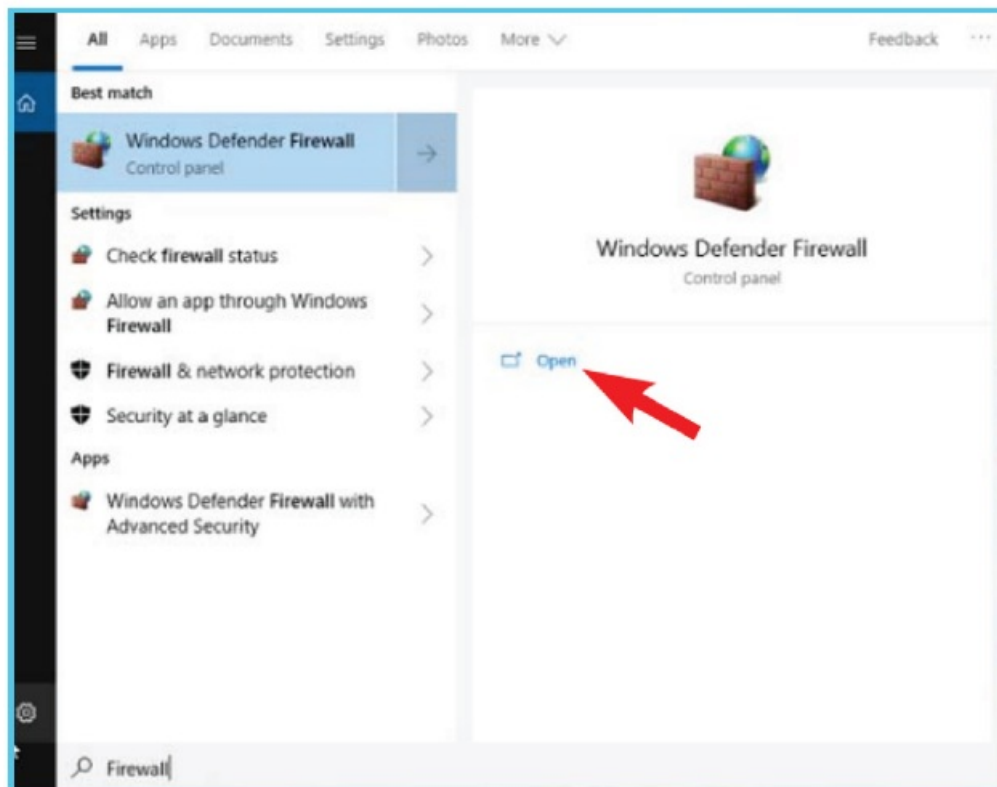 All Apps Documents Settings Photos More Feedback ...
Best match
Windows Defender Firewall
Control panel
Settings
Check firewall status
Allow an app through Windows
Firewall
Firewall & network protection
Security at a glance
Apps
Windows Defender Firewall with
Advanced Security
Windows Defender Firewall
Control panel
Open
Firewall